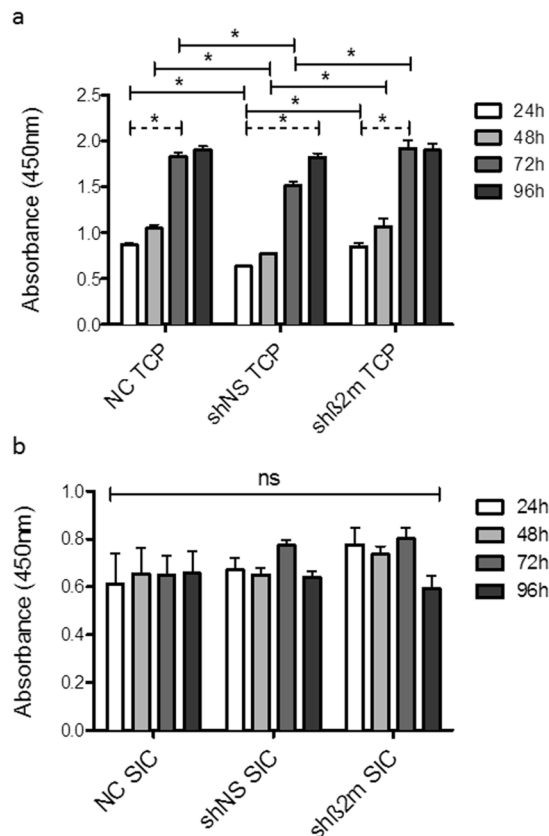 a
*
*
*
*
*
*
* * *
Absorbance (450nm)
2.5
2.0
1.5
1.0
0.5
0.0
NC TCP
shNS TCP
shß2m TCP
24h
48h
72h
96h
b
ns
Absorbance (450nm)
1.0
0.8
0.6
0.4
0.2
0.0
NC SIC
shNS SIC
shß2m SIC
24h
48h
72h
96h